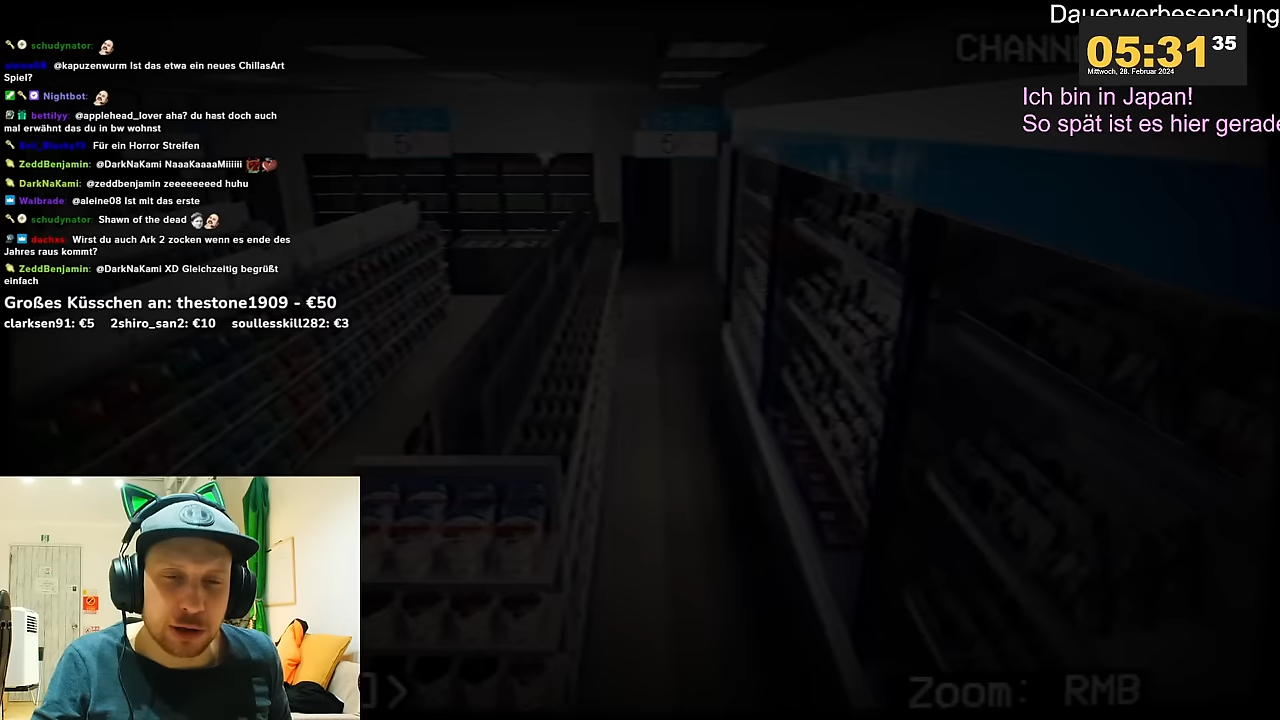 Dauerwerbesendung
CHANN
05:31 35
Mittwoch, 28. Februar 2024
Ich bin in Japan!
So spät ist es hier gerade
schudynator:
@kapuzenwurm Ist das etwa ein neues ChillasArt
Spiel?
Nightbot:
bettilyy: @applehead_lover aha? du hast doch auch
mal erwähnt das du in bw wohnst
Für ein Horror Streifen
ZeddBenjamin: @DarkNaKami NaaaKaaaaMiiiiii
DarkNaKami: @zeddbenjamin zeeeeeeeed huhu
Walbrade: @aleine08 Ist mit das erste
schudynator: Shawn of the dead
dachxs: Wirst du auch Ark 2 zocken wenn es ende des
Jahres raus kommt?
ZeddBenjamin: @DarkNaKami XD Gleichzeitig begrüßt
einfach
Großes Küsschen an: thestone1909 - €50
clarksen91: €5 2shiro_san2: €10 soullesskill282: €3
5
]>
Zoom: RMB